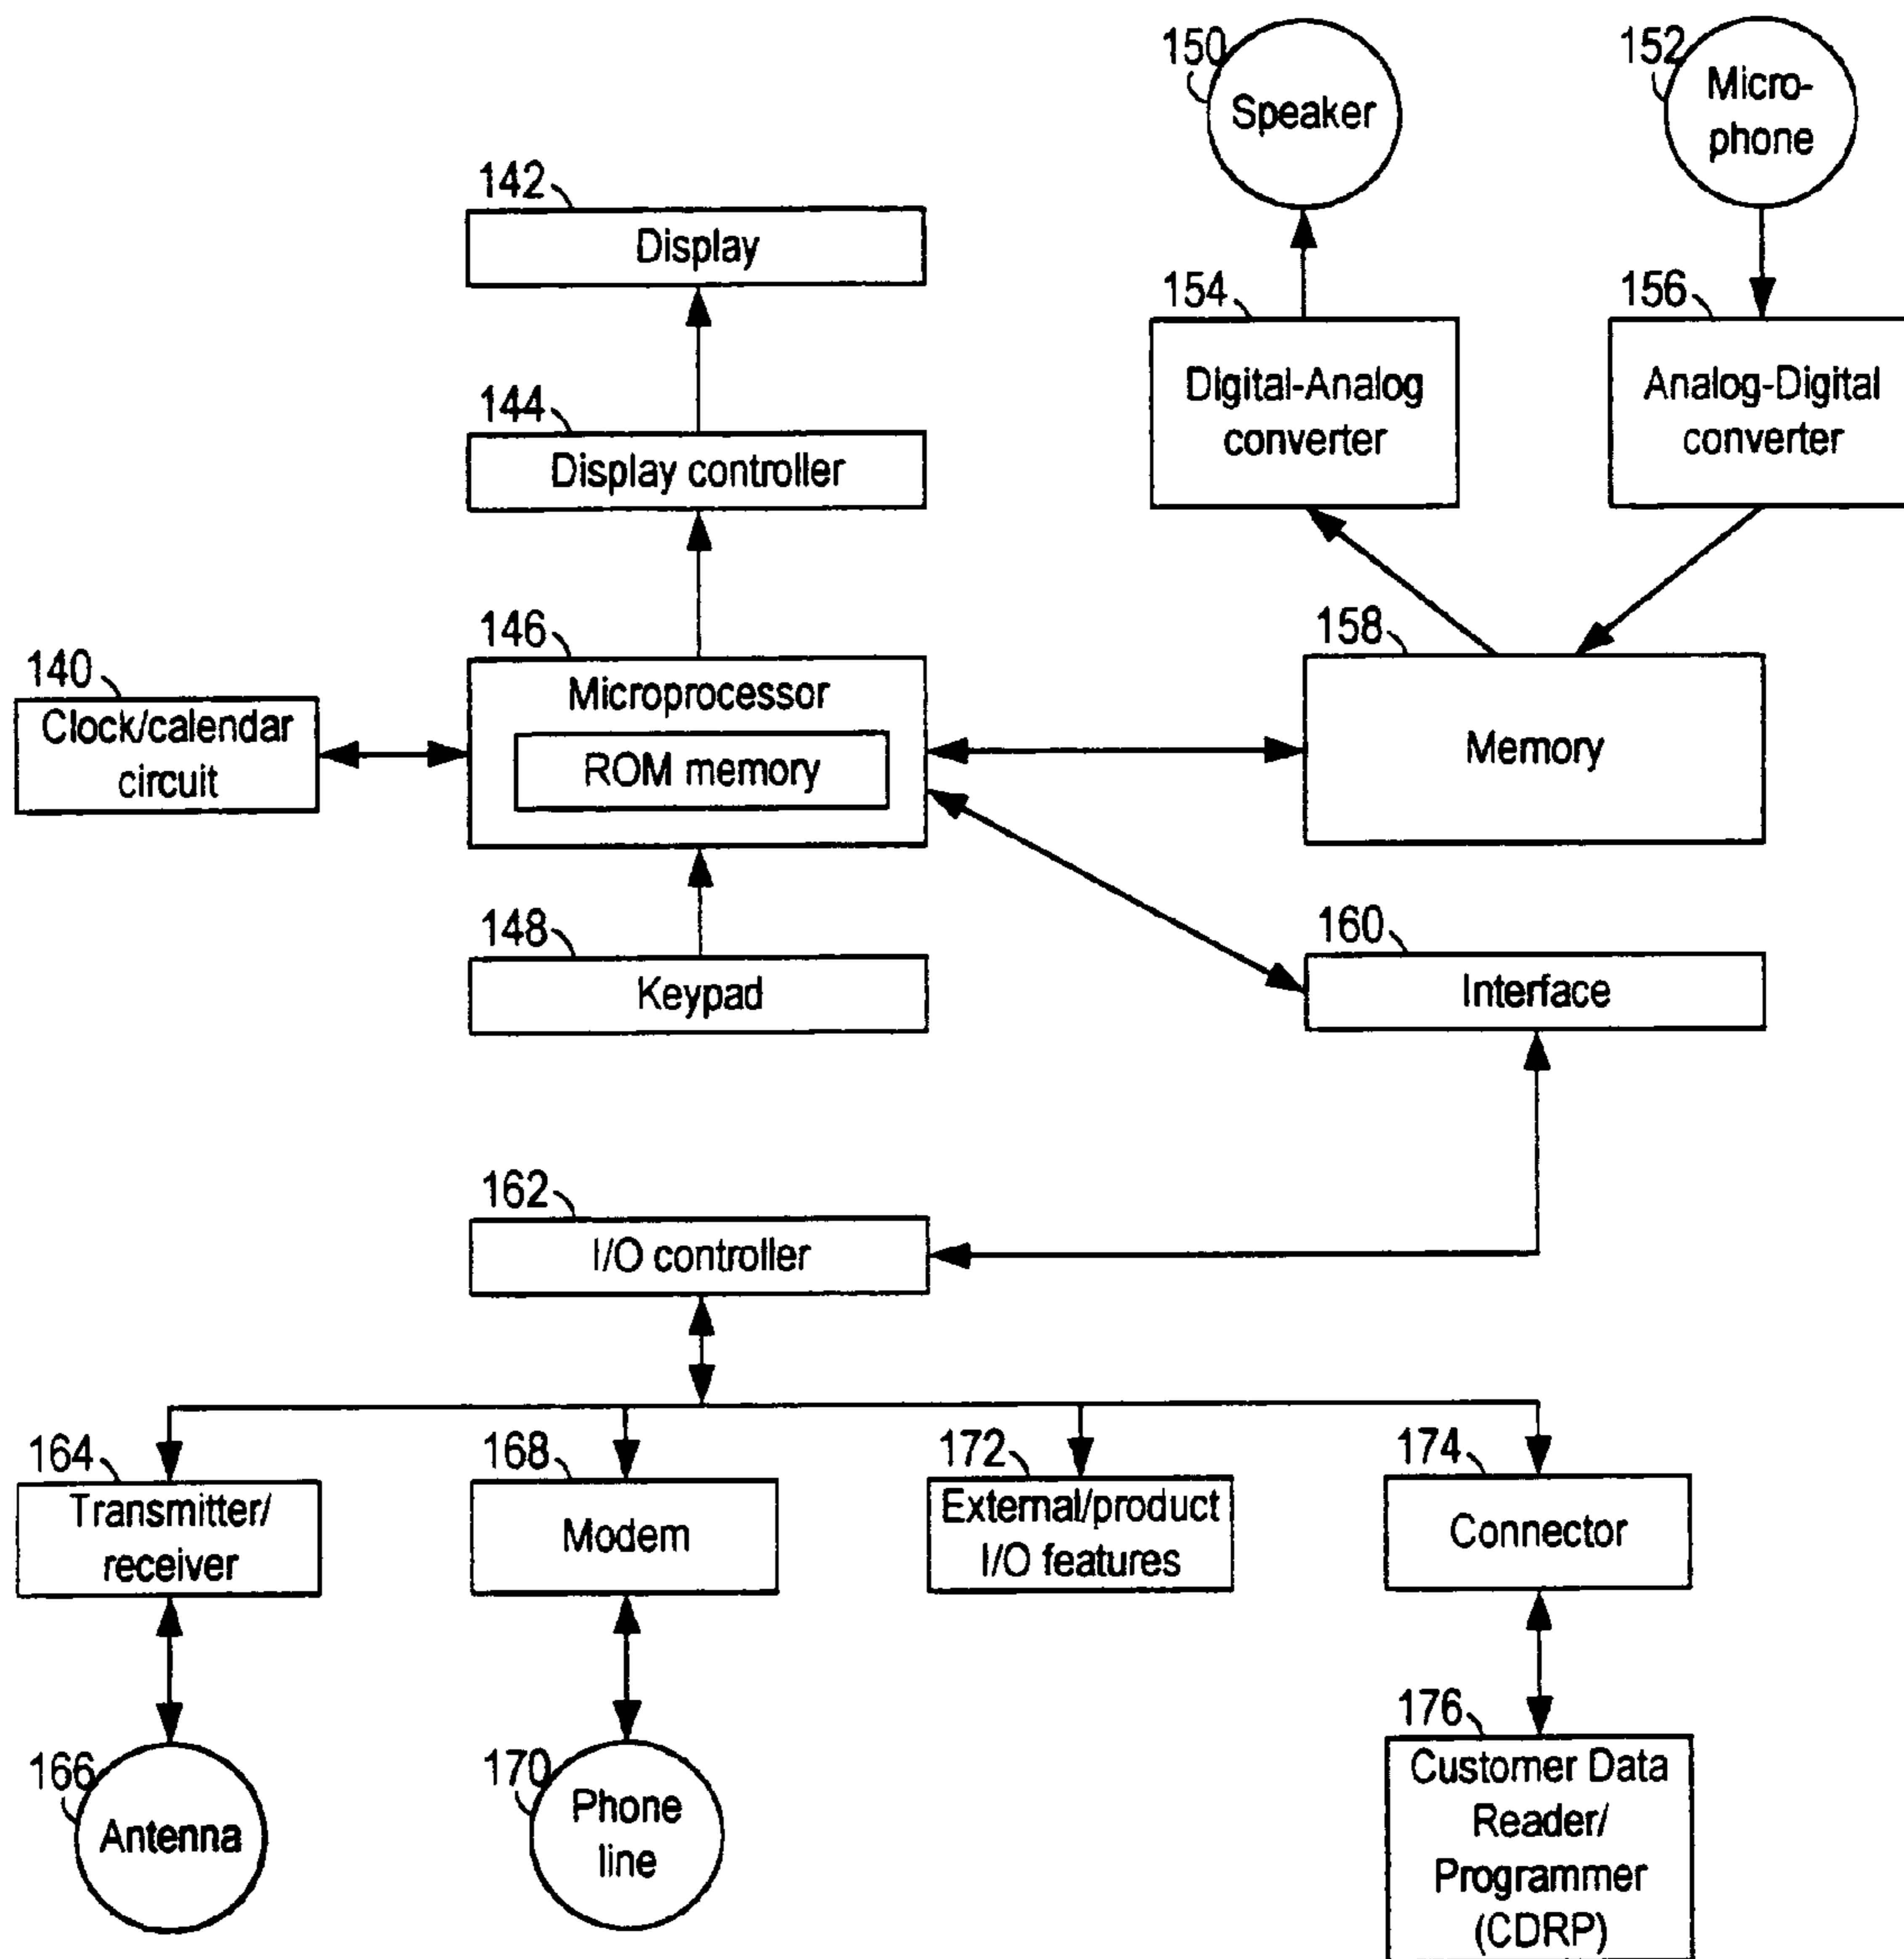 150
Speaker
152
Micro-
phone
142
Display
154
Digital-Analog
converter
156
Analog-Digital
converter
144
Display controller
146
Microprocessor
ROM memory
158
Memory
140
Clock/calendar
circuit
148
Keypad
160
Interface
162
I/O controller
164
Transmitter/
receiver
168
Modem
172
External/product
I/O features
174
Connector
166
Antenna
170
Phone
line
176
Customer Data
Reader/
Programmer
(CDRP)